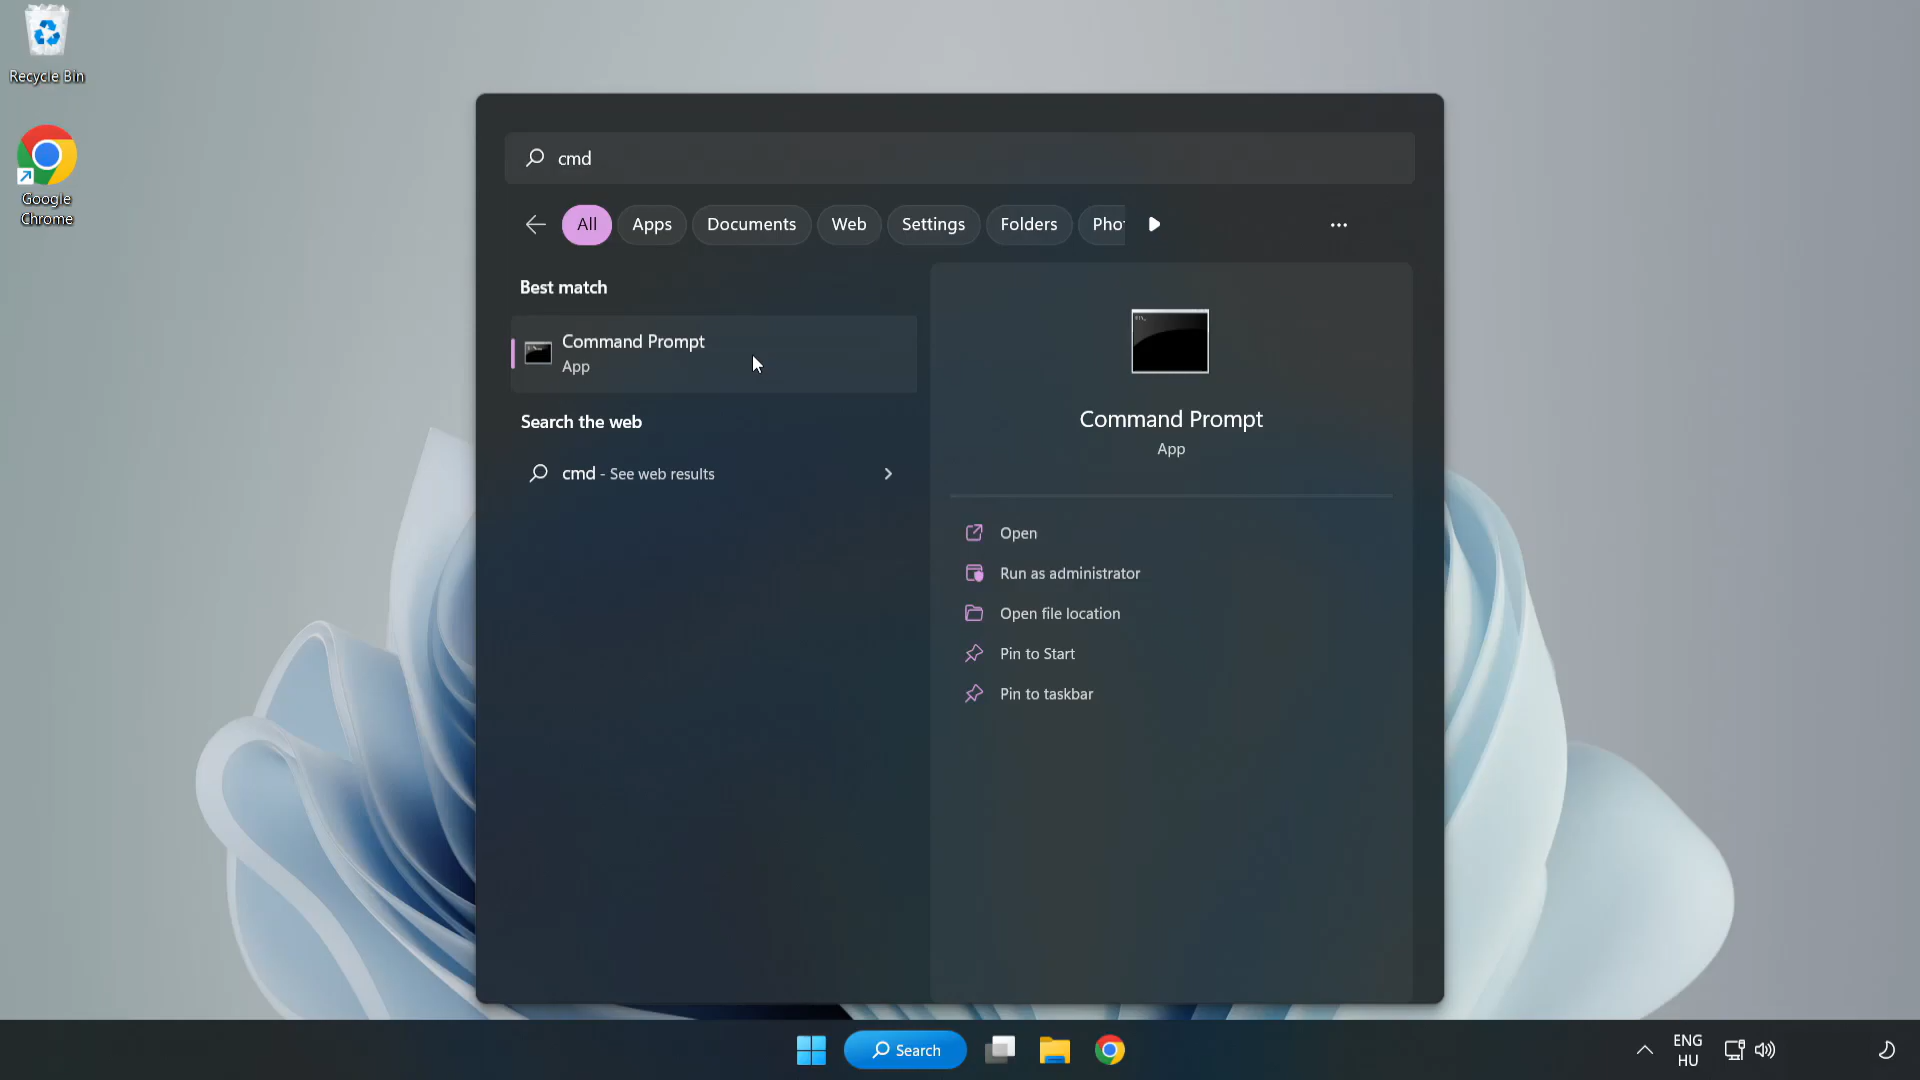 Recycle Bin
Google
Chrome
cmd
All
Apps
Documents
Web
Settings
Folders
Pho
Best match
Command Prompt
App
Search the web
cmd - See web results
Command Prompt
App
Open
Run as administrator
Open file location
Pin to Start
Pin to taskbar
Search
ENG
HU